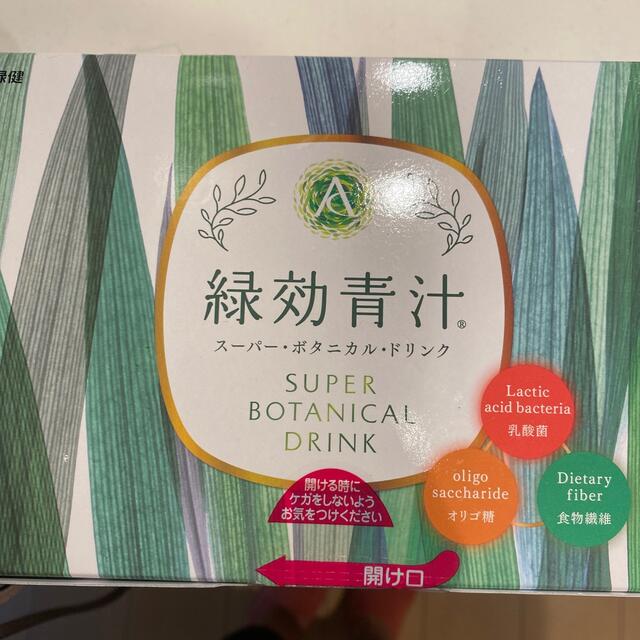 緑健
緑効青汁®
スーパー・ボタニカル・ドリンク
SUPER
BOTANICAL
DRINK
Lactic
acid bacteria
乳酸菌
oligo
saccharide
オリゴ糖
Dietary
fiber
食物繊維
開ける時に
ケガをしないよう
お気をつけください
開け口